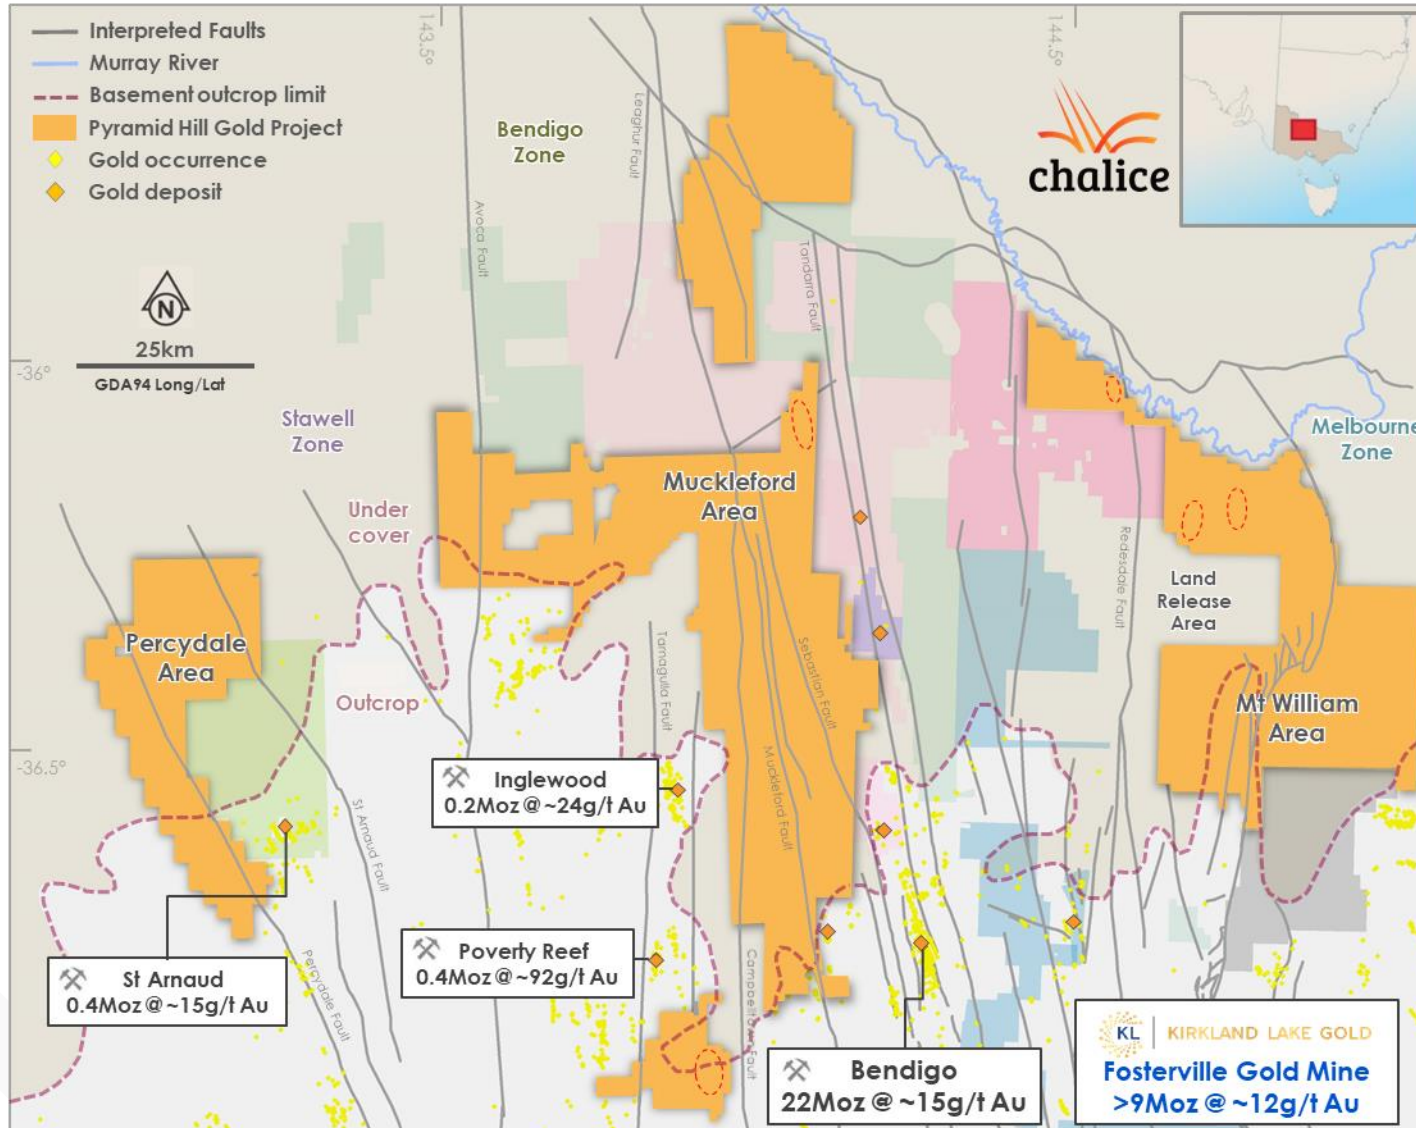 Interpreted Faults
Murray River
Basement outcrop limit
Pyramid Hill Gold Project
Gold occurrence
Gold deposit
143.5°
144.5°
Bendigo
Zone
Leaghur Fault
Avoca Fault
Tandarra Fault
chalice
N
25km
GDA94 Long/Lat
-36°
Stawell
Zone
Melbourne
Zone
Under
cover
Muckleford
Area
Redesdale Fault
Land
Release
Area
Percydale
Area
Outcrop
Tarnagulla Fault
Sebastian Fault
Mt William
Area
-36.5°
Muckleford Fault
St Arnaud Fault
Inglewood
0.2Moz @ ~24g/t Au
Poverty Reef
0.4Moz @ ~92g/t Au
St Arnaud
0.4Moz @ ~15g/t Au
Percydale Fault
Campbelltown Fault
Bendigo
22Moz @ ~15g/t Au
KL KIRKLAND LAKE GOLD
Fosterville Gold Mine
>9Moz @ ~12g/t Au